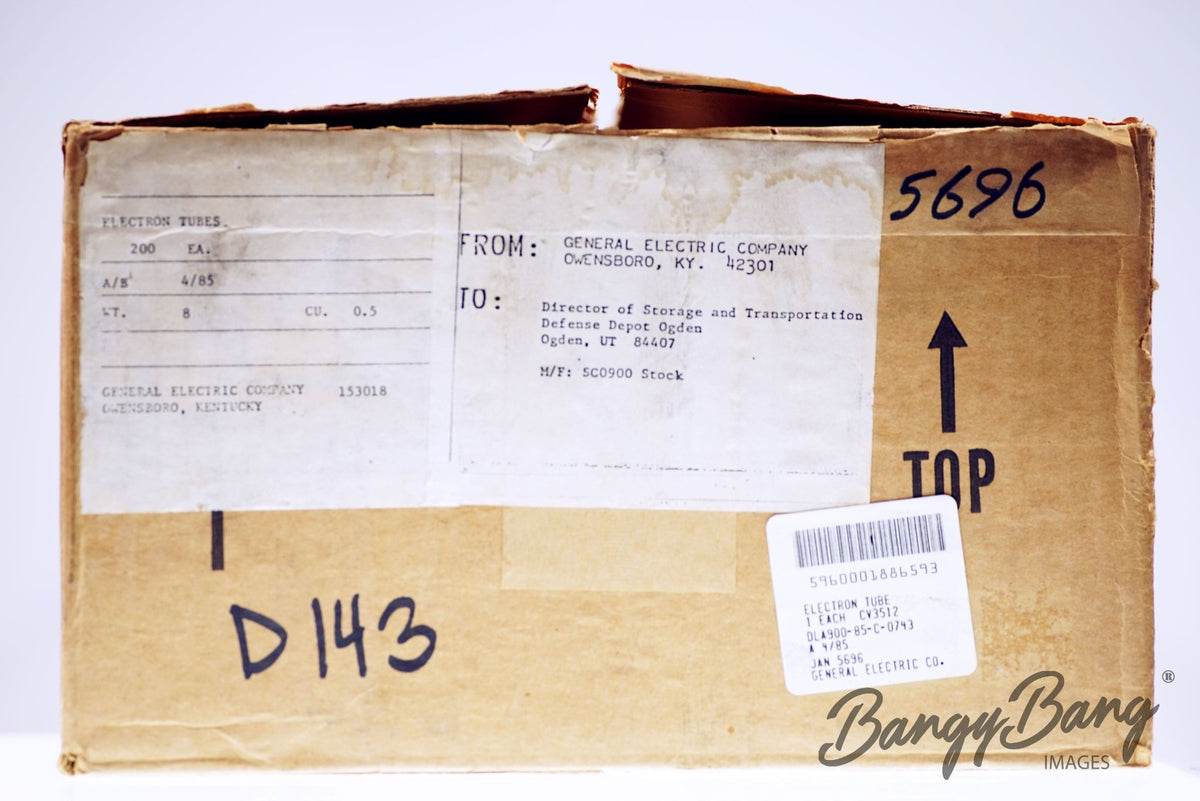 ELECTRON TUBES
200 EA.
A/B 4/85
WT. 8 CU. 0.5
GENERAL ELECTRIC COMPANY 153018
OWENSBORO, KENTUCKY
FROM: GENERAL ELECTRIC COMPANY
OWENSBORO, KY. 42301
TO: Director of Storage and Transportation
Defense Depot Ogden
Ogden, UT 84407
M/F: SC0900 Stock
5696
TOP
D143
5960001886593
ELECTRON TUBE
1 EACH CV3512
DLA900-85-C-0743
A 4/85
JAN 5696
GENERAL ELECTRIC CO.
BangyBang®
IMAGES